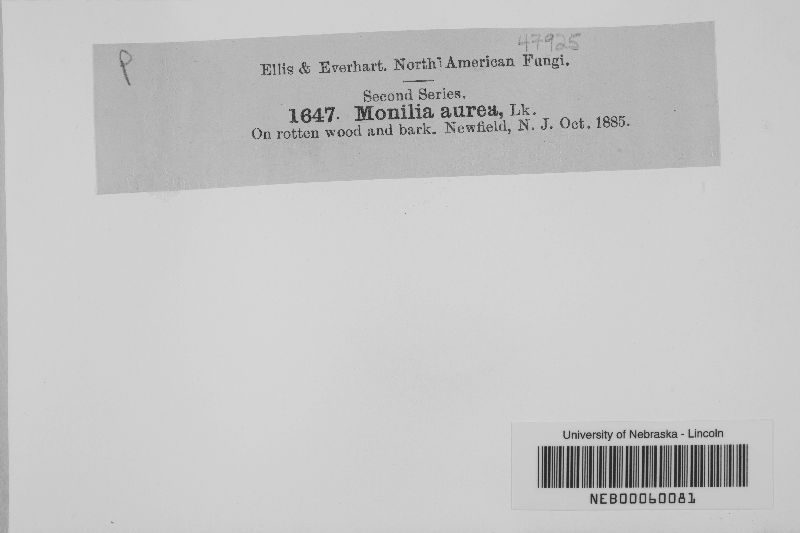 47925
P
Ellis & Everhart. North American Fungi.
Second Series.
1647. Monilia aurea, Lk.
On rotten wood and bark. Newfield, N. J. Oct. 1885.
University of Nebraska - Lincoln
NEB00060081